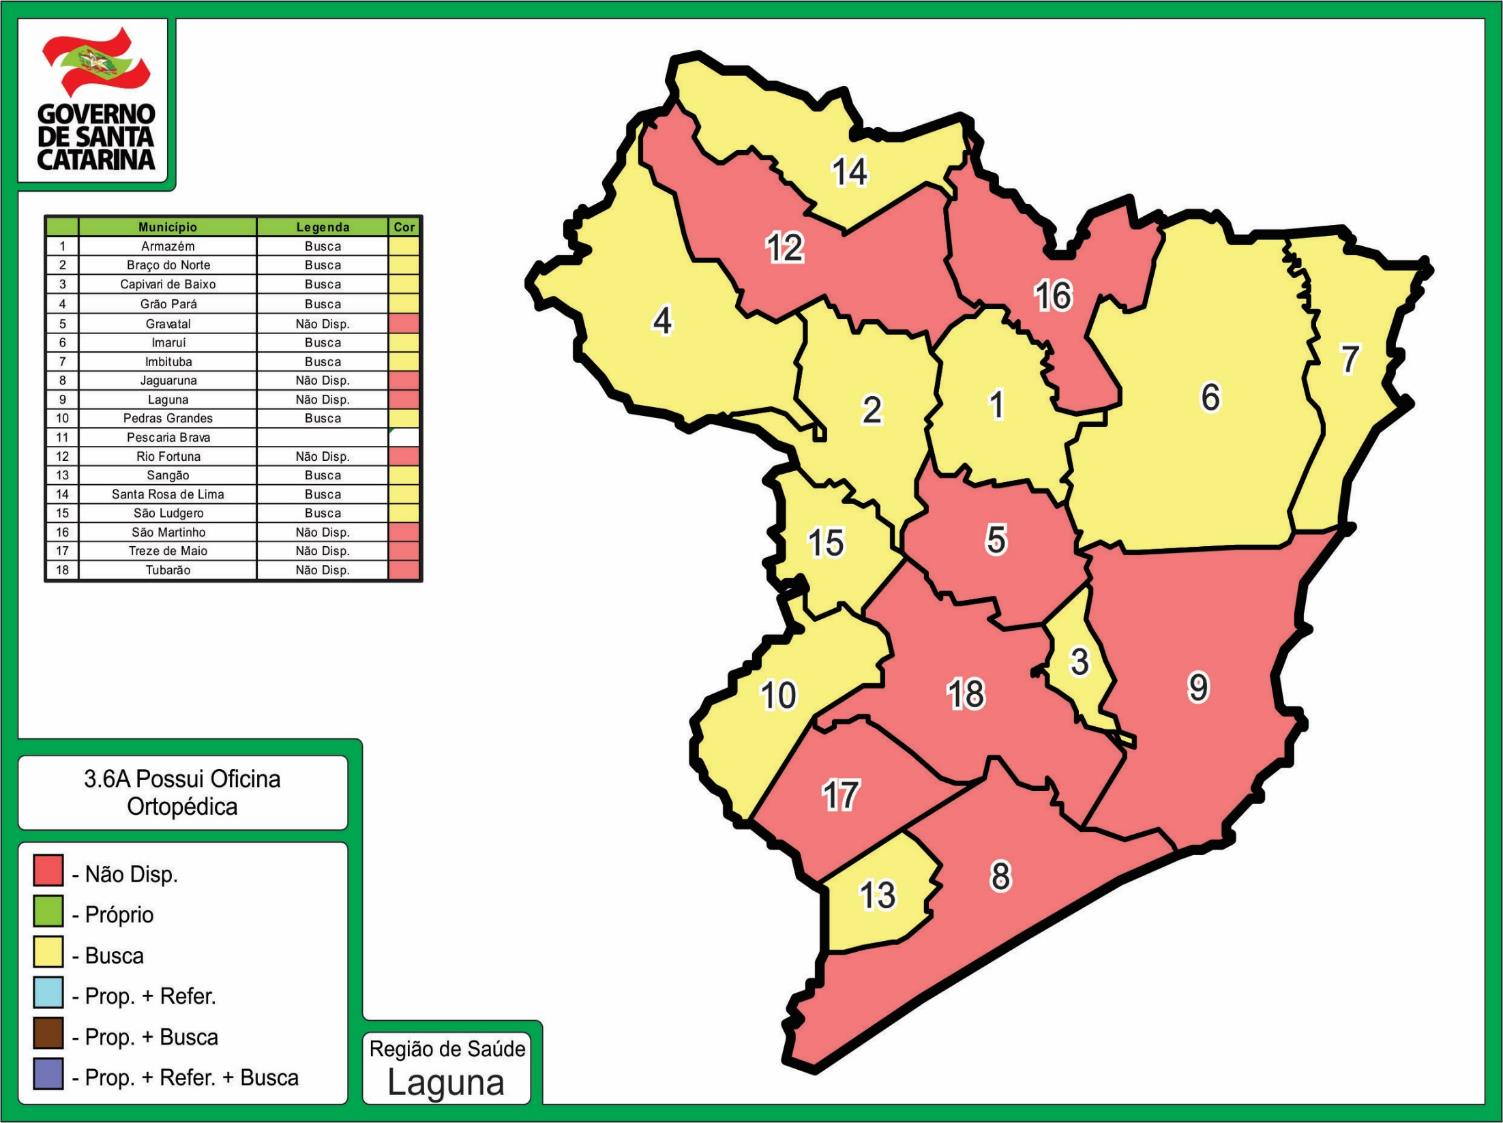 GOVERNO
DE SANTA
CATARINA
Município Legenda Cor
1 Armazém Busca
2 Braço do Norte Busca
3 Capivari de Baixo Busca
4 Grão Pará Busca
5 Gravatal Não Disp.
6 Imaruí Busca
7 Imbituba Busca
8 Jaguaruna Não Disp.
9 Laguna Não Disp.
10 Pedras Grandes Busca
11 Pescaria Brava
12 Rio Fortuna Não Disp.
13 Sangão Busca
14 Santa Rosa de Lima Busca
15 São Ludgero Busca
16 São Martinho Não Disp.
17 Treze de Maio Não Disp.
18 Tubarão Não Disp.
14
12
16
4
7
6
2
1
15
5
3
9
10
18
17
8
13
3.6A Possui Oficina
Ortopédica
- Não Disp.
- Próprio
- Busca
- Prop. + Refer.
- Prop. + Busca
- Prop. + Refer. + Busca
Região de Saúde
Laguna